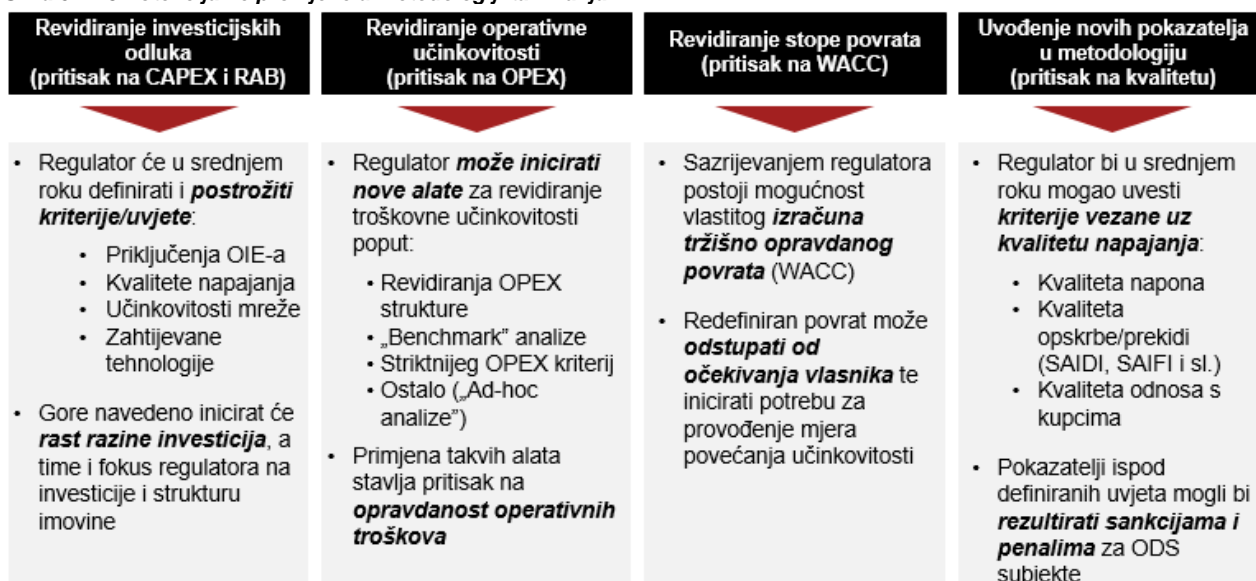 Revidiranje investicijskih
odluka
(pritisak na CAPEX i RAB)
Regulator će u srednjem
roku definirati i postrožiti
kriterije/uvjete:
• Priključenja OIE-a
• Kvalitete napajanja
• Učinkovitosti mreže
• Zahtijevane
tehnologije
• Gore navedeno inicirat će
rast razine investicija, a
time i fokus regulatora na
investicije i strukturu
imovine
Revidiranje operativne
učinkovitosti
(pritisak na OPEX)
• Regulator može inicirati
nove alate za revidiranje
troškovne učinkovitosti
poput:
• Revidiranja OPEX
strukture
• „Benchmark” analize
• Striktnijeg OPEX kriterij
• Ostalo („Ad-hoc
analize”)
• Primjena takvih alata
stavlja pritisak na
opravdanost operativnih
troškova
Revidiranje stope povrata
(pritisak na WACC)
• Sazrijevanjem regulatora
postoji mogućnost
vlastitog izračuna
tržišno opravdanog
povrata (WACC)
• Redefiniran povrat može
odstupati od
očekivanja vlasnika te
inicirati potrebu za
provođenje mjera
povećanja učinkovitosti
Uvođenje novih pokazatelja
u metodologiju
(pritisak na kvalitetu)
• Regulator bi u srednjem
roku mogao uvesti
kriterije vezane uz
kvalitetu napajanja:
• Kvaliteta napona
• Kvaliteta
opskrbe/prekidi
(SAIDI, SAIFI i sl.)
• Kvaliteta odnosa s
kupcima
• Pokazatelji ispod
definiranih uvjeta mogli bi
rezultirati sankcijama i
penalima za ODS
subjekte